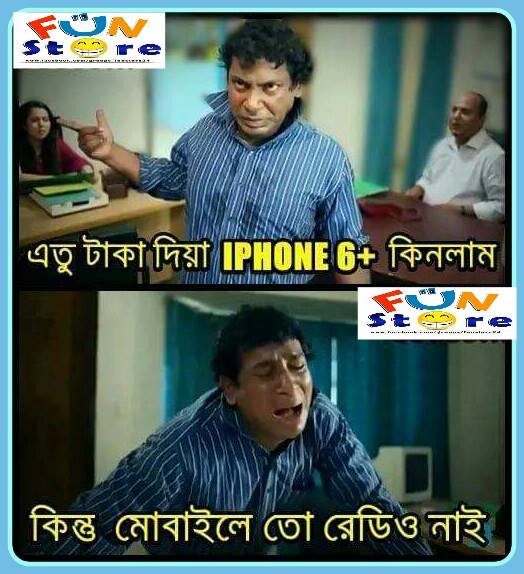 FUN
Store
এতু টাকা দিয়া IPHONE 6+ কিনলাম
FUN
Store
কিন্তু মোবাইলে তো রেডিও নাই